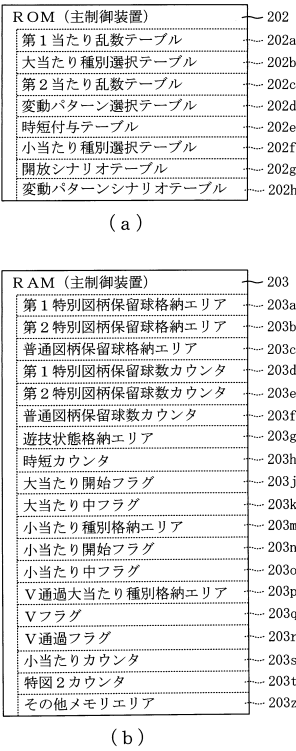 ROM（主制御装置） 202
第１当たり乱数テーブル 202a
大当たり種別選択テーブル 202b
第２当たり乱数テーブル 202c
変動パターン選択テーブル 202d
時短付与テーブル 202e
小当たり種別選択テーブル 202f
開放シナリオテーブル 202g
変動パターンシナリオテーブル 202h
(a)
RAM（主制御装置） 203
第１特別図柄保留球格納エリア 203a
第２特別図柄保留球格納エリア 203b
普通図柄保留球格納エリア 203c
第１特別図柄保留球数カウンタ 203d
第２特別図柄保留球数カウンタ 203e
普通図柄保留球数カウンタ 203f
遊技状態格納エリア 203g
時短カウンタ 203h
大当たり開始フラグ 203j
大当たり中フラグ 203k
小当たり種別格納エリア 203m
小当たり開始フラグ 203n
小当たり中フラグ 203o
Ｖ通過大当たり種別格納エリア 203p
Ｖフラグ 203q
Ｖ通過フラグ 203r
小当たりカウンタ 203s
特図２カウンタ 203t
その他メモリエリア 203z
(b)